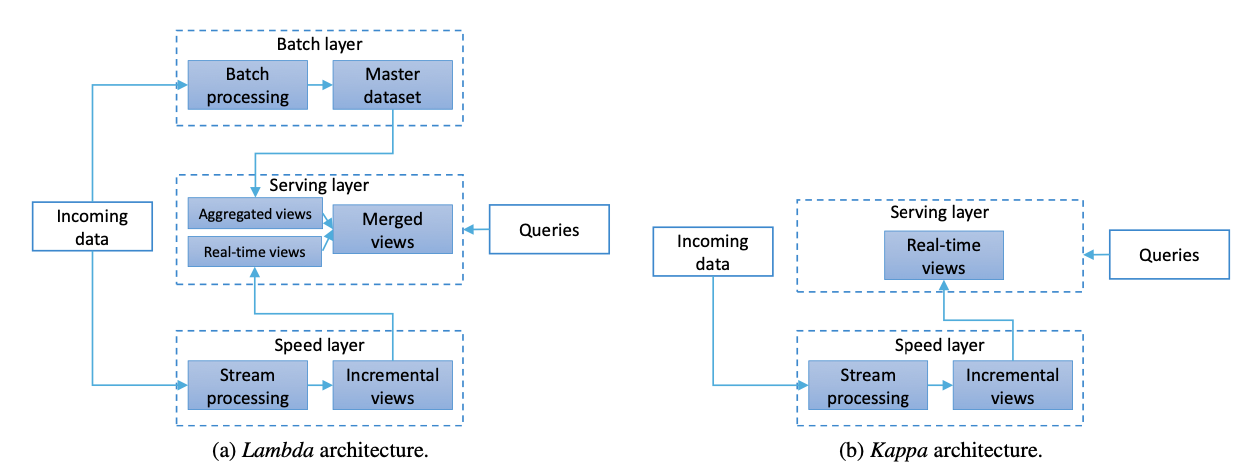 Batch layer
Batch
processing
Master
dataset
Incoming
data
Serving layer
Aggregated views
Real-time views
Merged
views
Queries
Speed layer
Stream
processing
Incremental
views
(a) Lambda architecture.
Serving layer
Real-time
views
Incoming
data
Queries
Speed layer
Stream
processing
Incremental
views
(b) Kappa architecture.